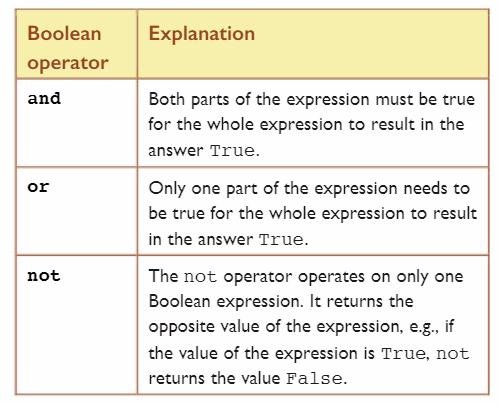 Boolean operator
Explanation
and
Both parts of the expression must be true
for the whole expression to result in the
answer True.
or
Only one part of the expression needs to
be true for the whole expression to result
in the answer True.
not
The not operator operates on only one
Boolean expression. It returns the
opposite value of the expression, e.g., if
the value of the expression is True, not
returns the value False.